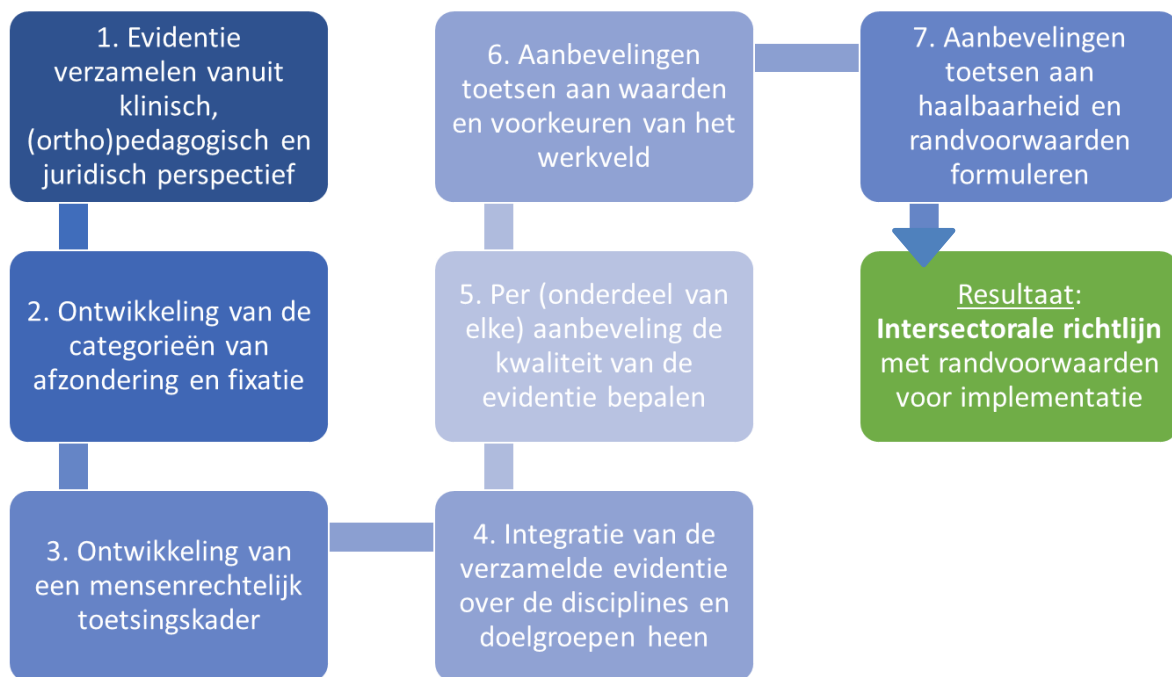 1. Evidentie
verzamelen vanuit
klinisch,
(ortho)pedagogisch en
juridisch perspectief
2. Ontwikkeling van de
categorieën van
afzondering en fixatie
3. Ontwikkeling van
een mensenrechtelijk
toetsingskader
4. Integratie van de
verzamelde evidentie
over de disciplines en
doelgroepen heen
5. Per (onderdeel van
elke) aanbeveling de
kwaliteit van de
evidentie bepalen
6. Aanbevelingen
toetsen aan waarden
en voorkeuren van het
werkveld
7. Aanbevelingen
toetsen aan
haalbaarheid en
randvoorwaarden
formuleren
Resultaat:
Intersectorale richtlijn
met randvoorwaarden
voor implementatie